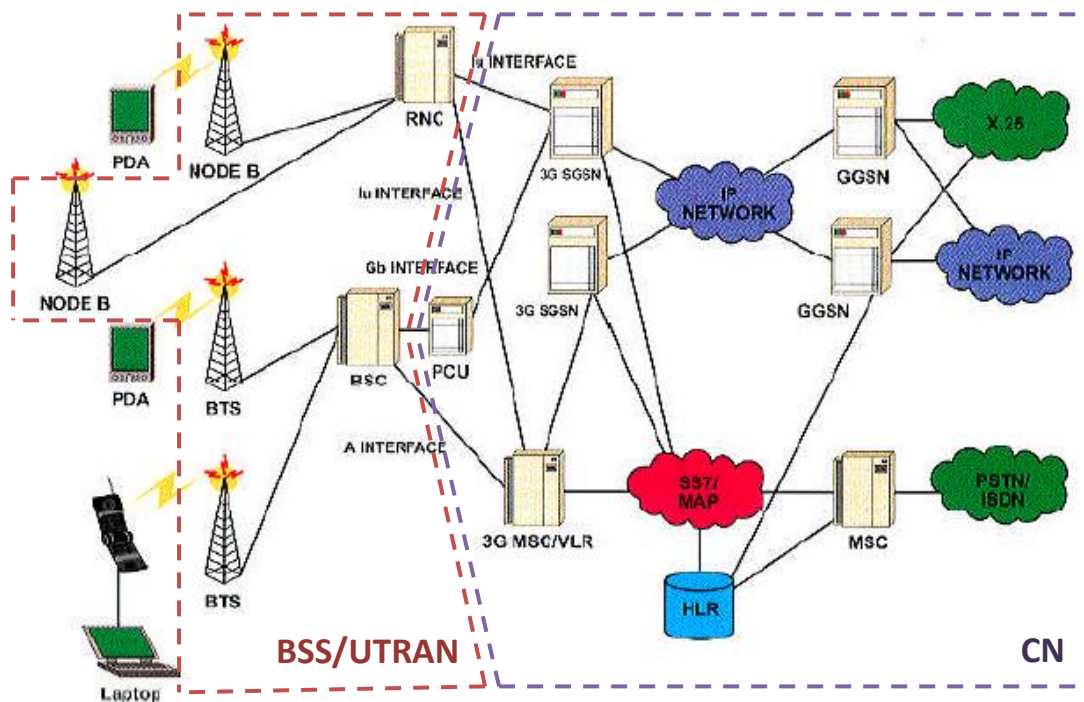 Iu INTERFACE
RNC
PDA
NODE B
3G SGSN
GGSN
X.25
Iu INTERFACE
IP
NETWORK
NODE B
Gb INTERFACE
3G SGSN
GGSN
IP
NETWORK
PDA
BTS
BSC
PCU
A INTERFACE
SS7/
MAP
PSTN/
ISDN
3G MSC/VLR
MSC
BTS
HLR
BSS/UTRAN
CN
Laptop